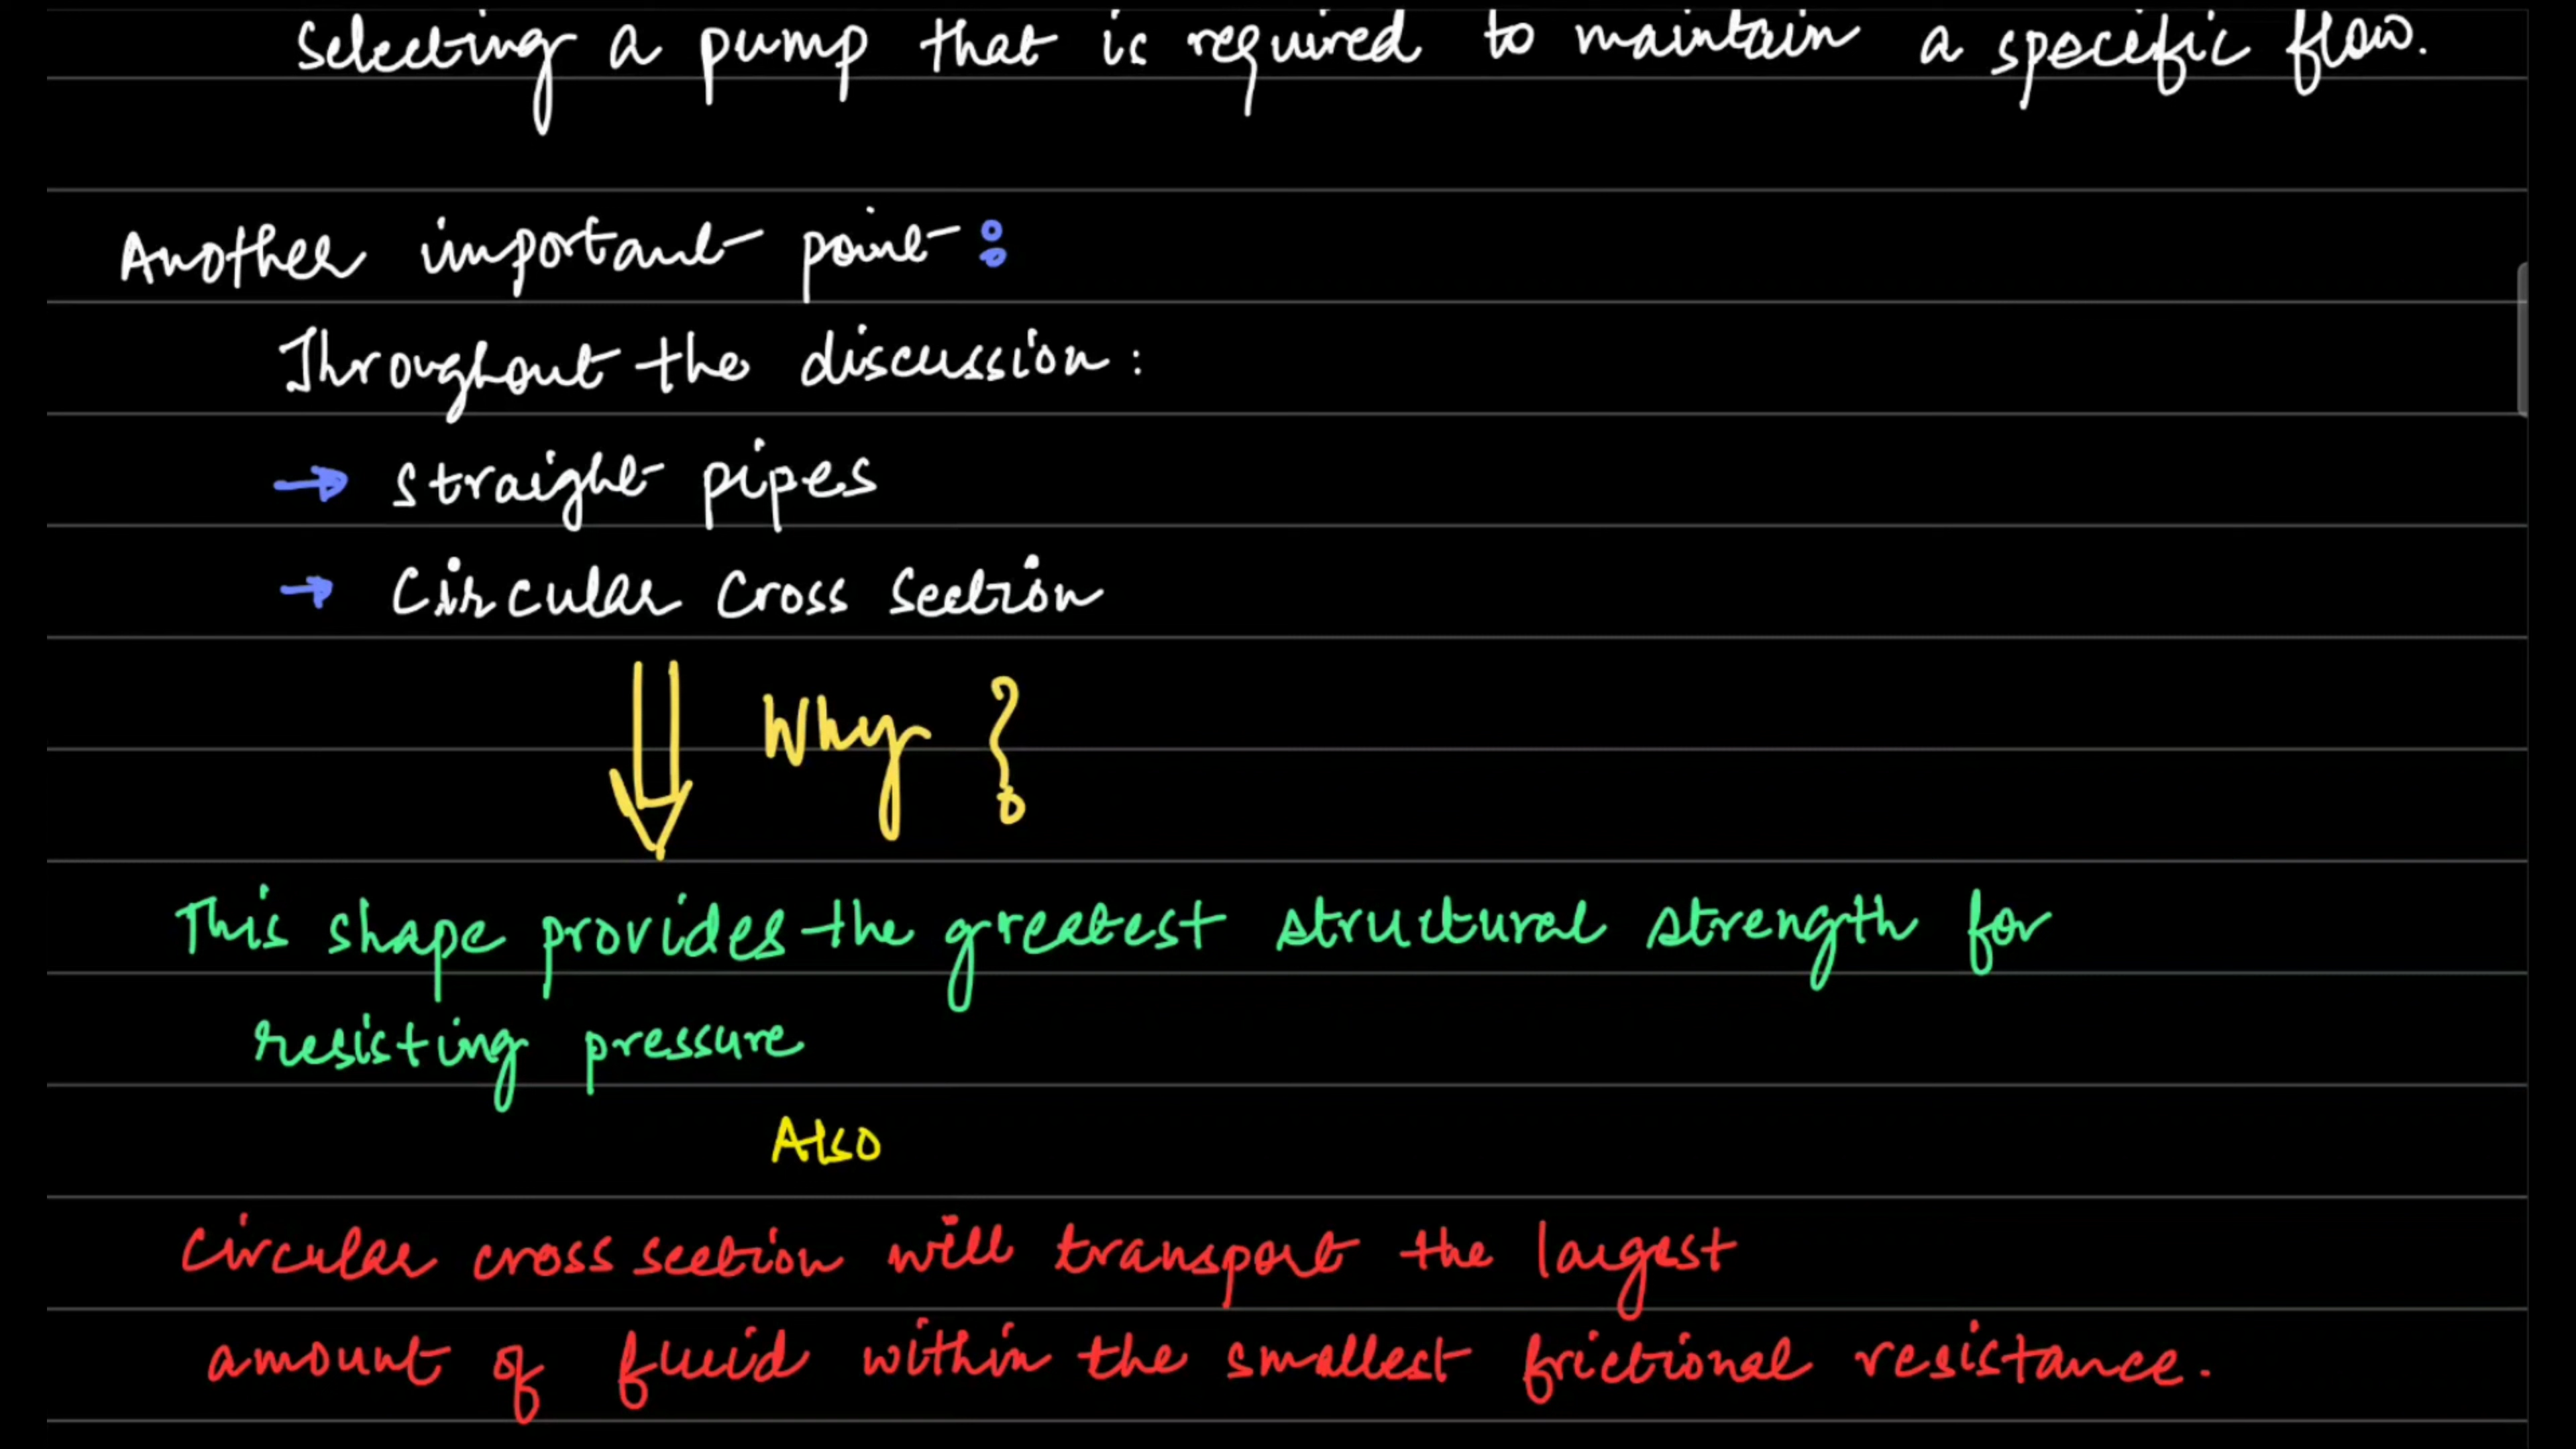 Selecting a pump that is required to maintain a specific flow.
Another important point:
Throughout the discussion:
→ straight pipes
→ Circular Cross Section
Why ?
This shape provides the greatest structural strength for
resisting pressure
Also
Circular cross section will transport the largest
amount of fluid within the smallest frictional resistance.